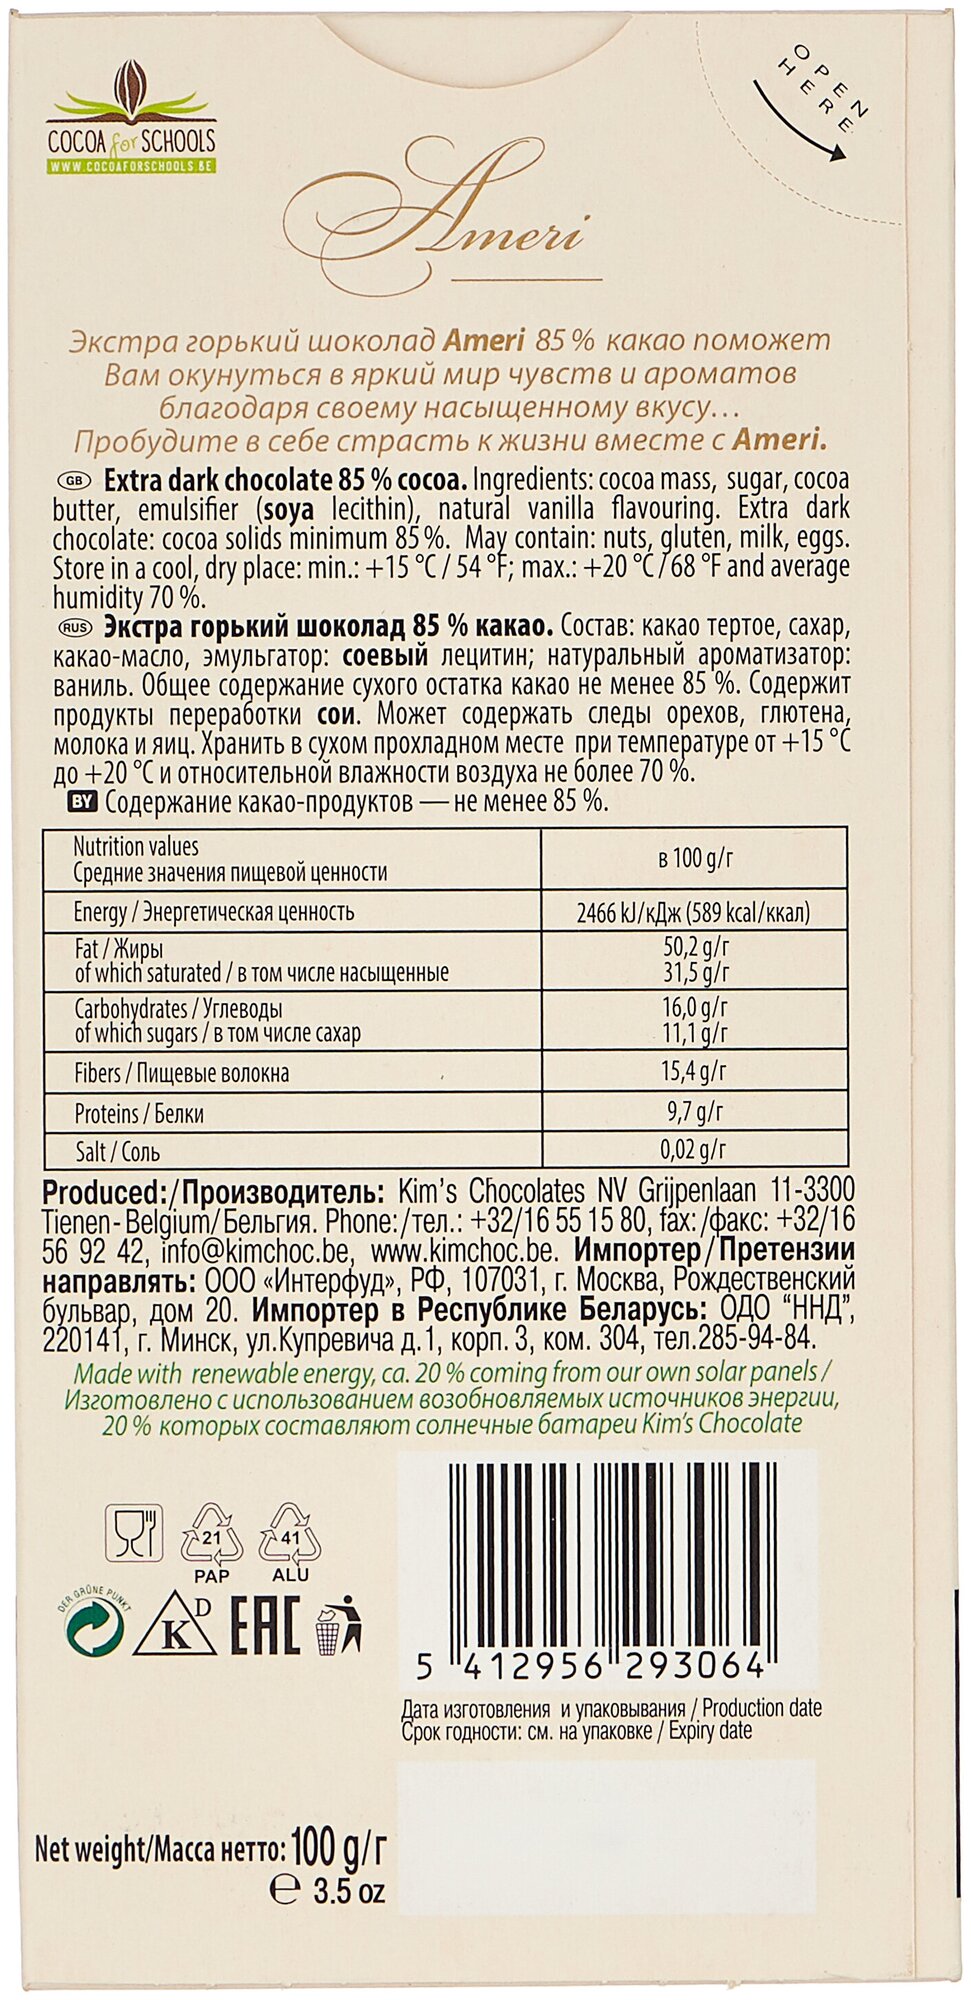 OPEN
HERE
COCOA for SCHOOLS
WWW.COCOAFORSCHOOLS.BE
Ameri
Экстра горький шоколад Ameri 85 % какао поможет
Вам окунуться в яркий мир чувств и ароматов
благодаря своему насыщенному вкусу...
Пробудите в себе страсть к жизни вместе с Ameri.
GB Extra dark chocolate 85 % cocoa. Ingredients: cocoa mass, sugar, cocoa
butter, emulsifier (soya lecithin), natural vanilla flavouring. Extra dark
chocolate: cocoa solids minimum 85 %. May contain: nuts, gluten, milk, eggs.
Store in a cool, dry place: min.: +15 °C / 54 °F; max.: +20 °C/68 °F and average
humidity 70 %.
RUS Экстра горький шоколад 85 % какао. Состав: какао тертое, сахар,
какао-масло, эмульгатор: соевый лецитин; натуральный ароматизатор:
ваниль. Общее содержание сухого остатка какао не менее 85 %. Содержит
продукты переработки сои. Может содержать следы орехов, глютена,
молока и яиц. Хранить в сухом прохладном месте при температуре от +15 °C
до +20 °C и относительной влажности воздуха не более 70 %.
BY Содержание какао-продуктов — не менее 85 %.
Nutrition values
Средние значения пищевой ценности
в 100 g/г
Energy / Энергетическая ценность 2466 kJ/кДж (589 kcal/ккал)
Fat / Жиры 50,2 g/г
of which saturated / в том числе насыщенные 31,5 g/г
Carbohydrates / Углеводы 16,0 g/г
of which sugars / в том числе сахар 11,1 g/г
Fibers / Пищевые волокна 15,4 g/г
Proteins / Белки 9,7 g/г
Salt / Соль 0,02 g/г
Produced:/Производитель: Kim's Chocolates NV Grijpenlaan 11-3300
Tienen-Belgium/Бельгия. Phone:/тел.: +32/16 55 15 80, fax:/факс: +32/16
56 92 42, info@kimchoc.be, www.kimchoc.be. Импортер/Претензии
направлять: ООО «Интерфуд», РФ, 107031, г. Москва, Рождественский
бульвар, дом 20. Импортер в Республике Беларусь: ОДО "ННД",
220141, г. Минск, ул.Купревича д.1, корп. 3, ком. 304, тел.285-94-84.
Made with renewable energy, ca. 20 % coming from our own solar panels /
Изготовлено с использованием возобновляемых источников энергии,
20 % которых составляют солнечные батареи Kim's Chocolate
21
PAP
41
ALU
DER GRÜNE PUNKT
K D
EAC
5 412956 293064
Дата изготовления и упаковывания / Production date
Срок годности: см. на упаковке / Expiry date
Net weight/Масса нетто: 100 g/г
℮ 3.5 oz